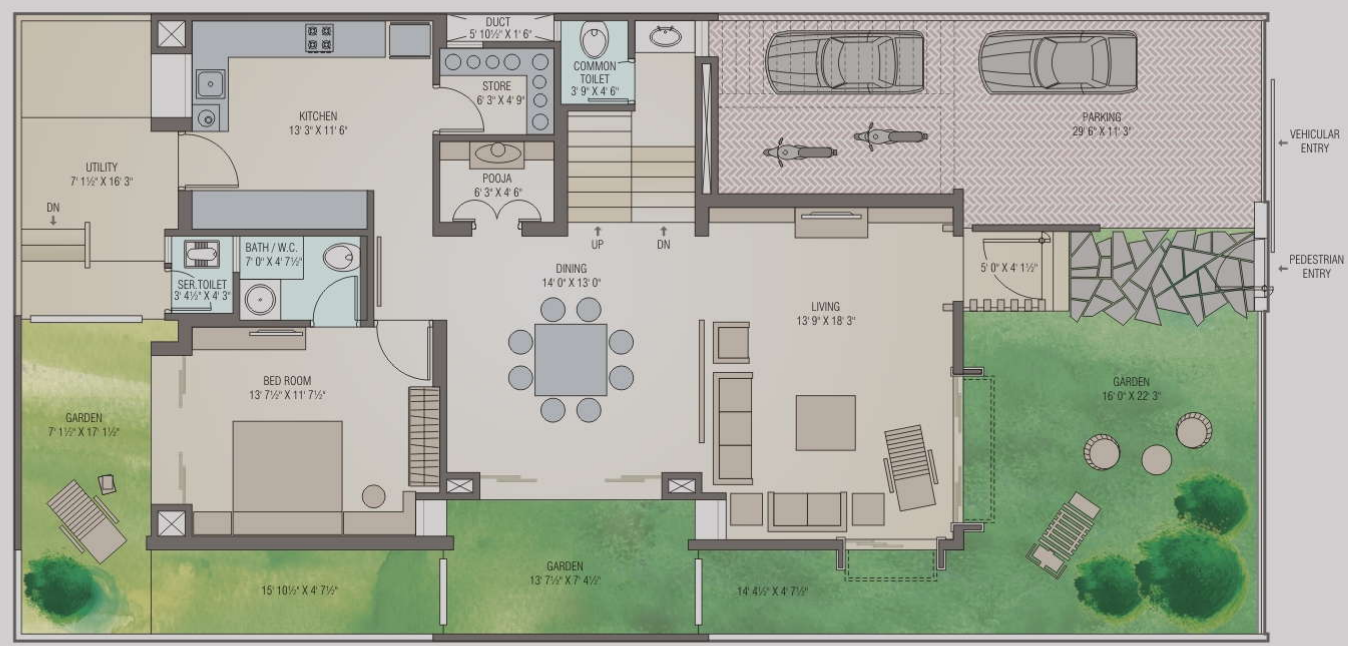 DUCT
5' 10½" X 1' 6"
COMMON
TOILET
3' 9" X 4' 6"
STORE
6' 3" X 4' 9"
KITCHEN
13' 3" X 11' 6"
PARKING
29' 6" X 11' 3"
VEHICULAR
ENTRY
UTILITY
7' 1½" X 16' 3"
POOJA
6' 3" X 4' 6"
DN
UP
DN
BATH / W.C.
7' 0" X 4' 7½"
SER.TOILET
3' 4½" X 4' 3"
DINING
14' 0" X 13' 0"
5' 0" X 4' 1½"
PEDESTRIAN
ENTRY
LIVING
13' 9" X 18' 3"
BED ROOM
13' 7½" X 11' 7½"
GARDEN
16' 0" X 22' 3"
GARDEN
7' 1½" X 17' 1½"
GARDEN
13' 7½" X 7' 4½"
15' 10½" X 4' 7½"
14' 4½" X 4' 7½"